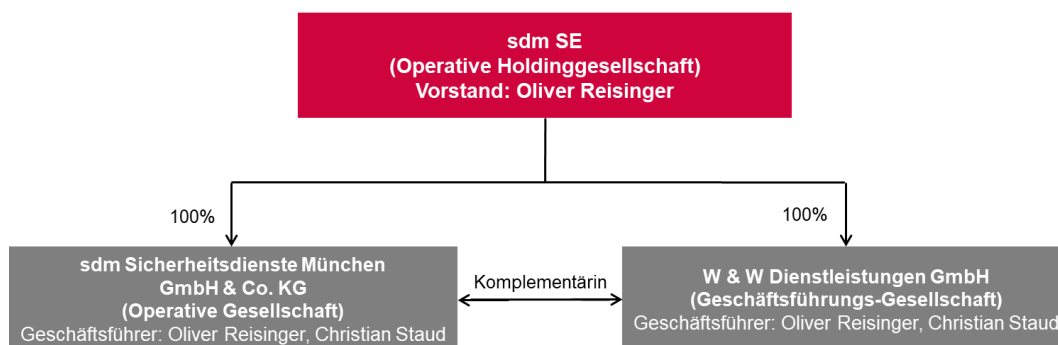 sdm SE
(Operative Holdinggesellschaft)
Vorstand: Oliver Reisinger
100%
100%
sdm Sicherheitsdienste München
GmbH & Co. KG
(Operative Gesellschaft)
Geschäftsführer: Oliver Reisinger, Christian Staud
Komplementärin
W & W Dienstleistungen GmbH
(Geschäftsführungs-Gesellschaft)
Geschäftsführer: Oliver Reisinger, Christian Staud